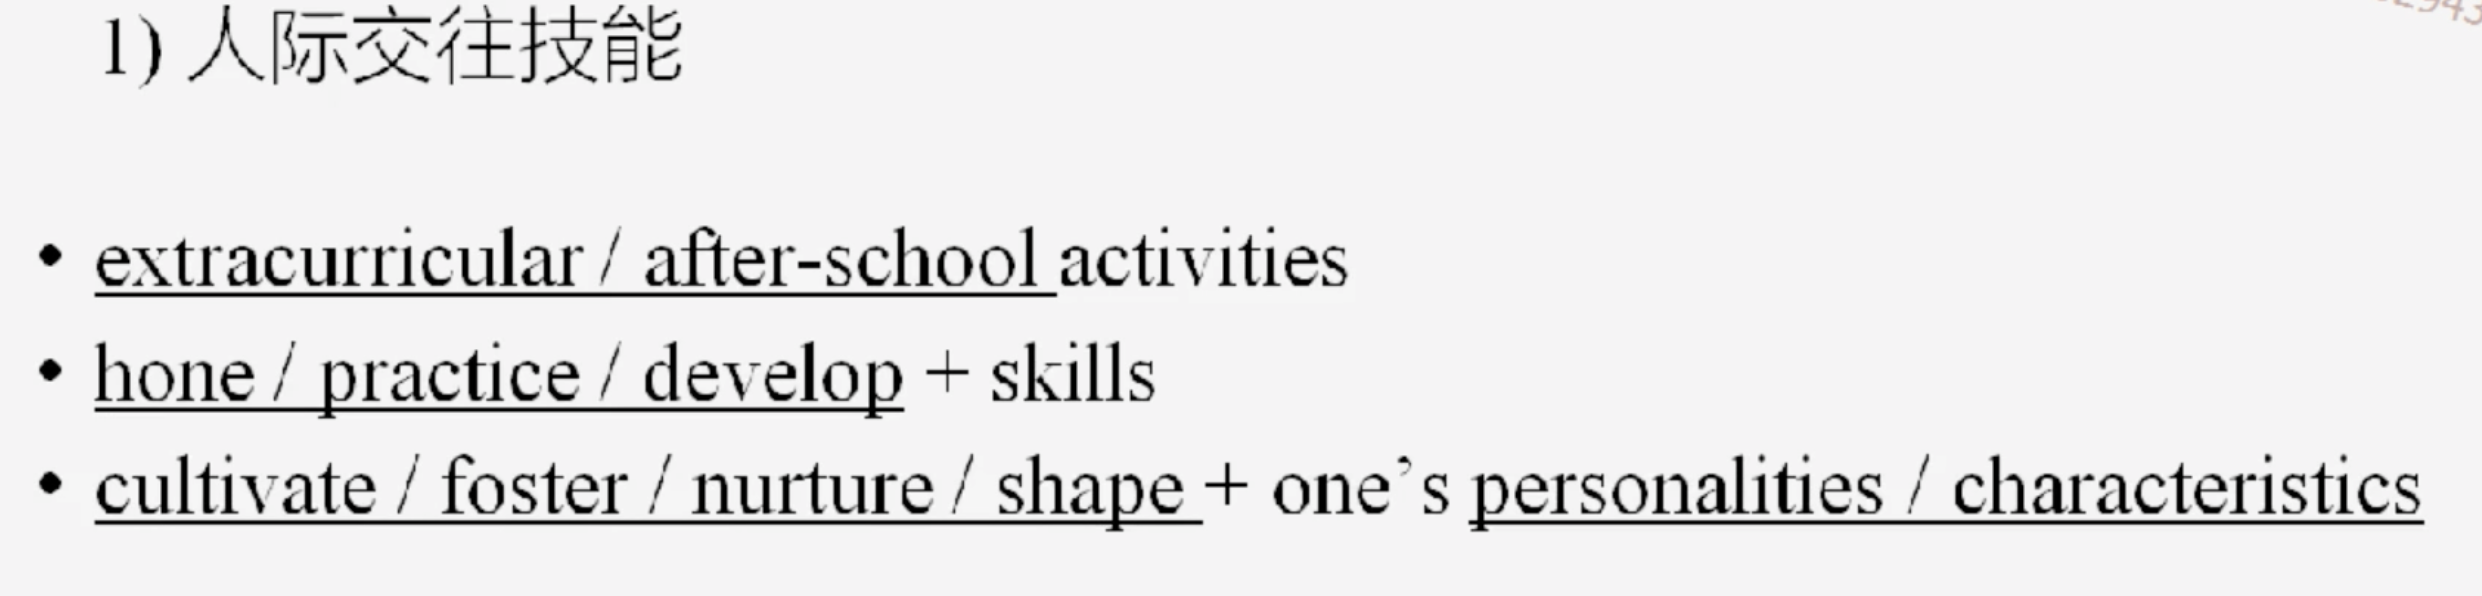 1) 人际交往技能
• extracurricular / after-school activities
• hone / practice / develop + skills
• cultivate / foster / nurture / shape + one’s personalities / characteristics